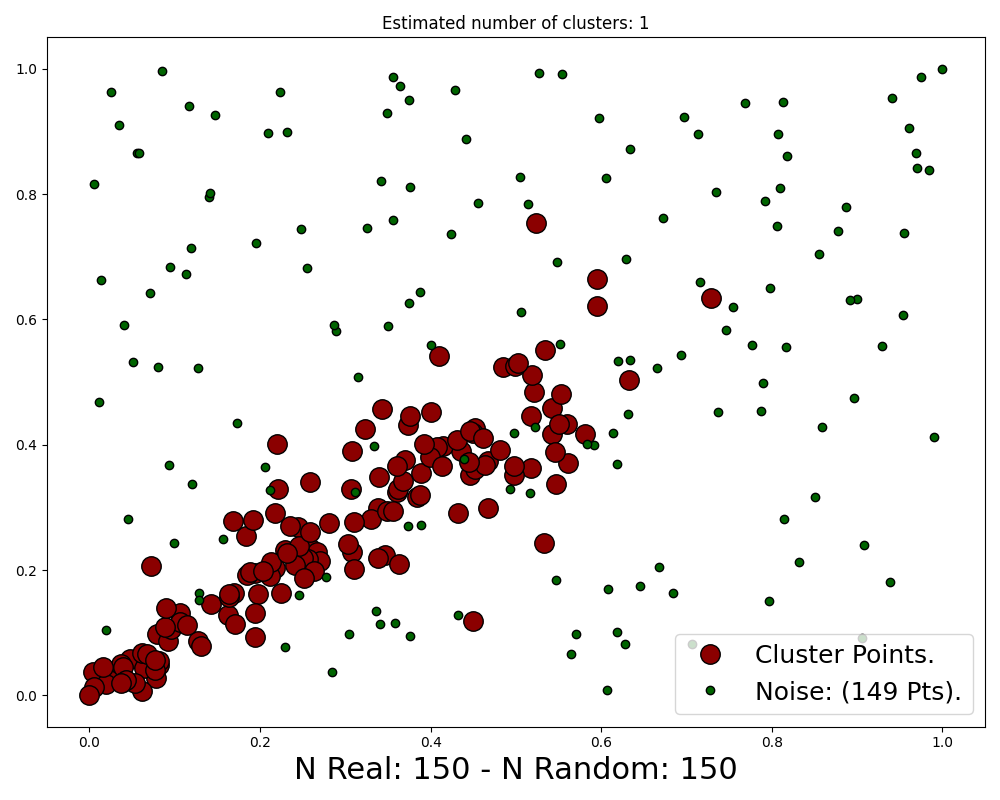 Estimated number of clusters: 1
1.0
0.8
0.6
0.4
0.2
0.0
Cluster Points.
Noise: (149 Pts).
0.0 0.2 0.4 0.6 0.8 1.0
N Real: 150 - N Random: 150